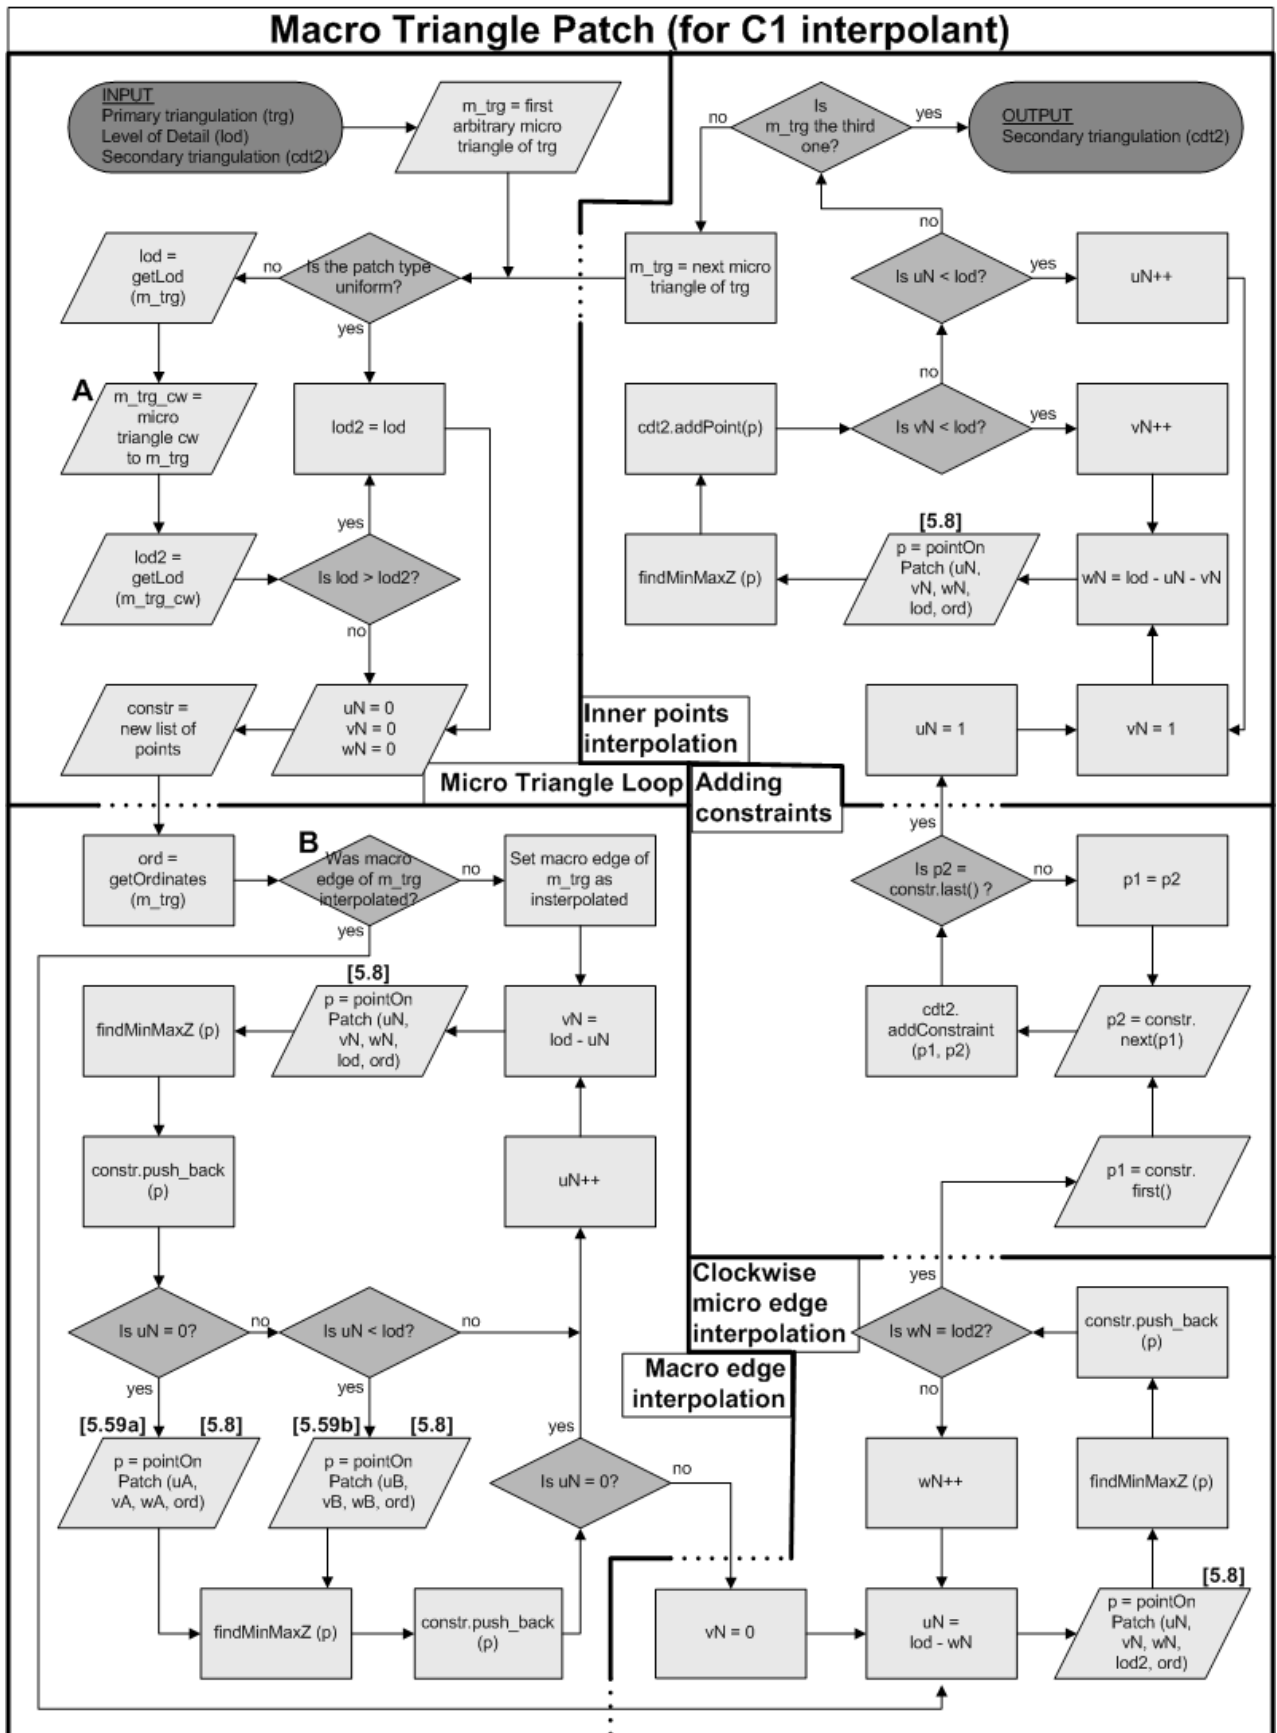 Macro Triangle Patch (for C1 interpolant)
INPUT
Primary triangulation (trg)
Level of Detail (lod)
Secondary triangulation (cdt2)
m_trg = first
arbitrary micro
triangle of trg
no
Is
m_trg the third
one?
yes
OUTPUT
Secondary triangulation (cdt2)
lod =
getLod
(m_trg)
no
Is the patch type
uniform?
yes
m_trg = next micro
triangle of trg
no
Is uN < lod?
yes
uN++
A
m_trg_cw =
micro
triangle cw
to m_trg
lod2 = lod
cdt2.addPoint(p)
no
Is vN < lod?
yes
vN++
lod2 =
getLod
(m_trg_cw)
yes
Is lod > lod2?
no
findMinMaxZ (p)
[5.8]
p = pointOn
Patch (uN,
vN, wN,
lod, ord)
wN = lod - uN - vN
constr =
new list of
points
uN = 0
vN = 0
wN = 0
Inner points
interpolation
uN = 1
vN = 1
Micro Triangle Loop
Adding
constraints
ord =
getOrdinates
(m_trg)
B
Was macro
edge of m_trg
interpolated?
no
yes
Set macro edge of
m_trg as
insterpolated
yes
Is p2 =
constr.last() ?
no
p1 = p2
findMinMaxZ (p)
[5.8]
p = pointOn
Patch (uN,
vN, wN,
lod, ord)
vN =
lod - uN
cdt2.
addConstraint
(p1, p2)
p2 = constr.
next(p1)
constr.push_back
(p)
uN++
p1 = constr.
first()
Is uN = 0?
no
yes
Is uN < lod?
no
yes
Clockwise
micro edge
interpolation
yes
Is wN = lod2?
no
constr.push_back
(p)
Macro edge
interpolation
[5.59a]
[5.8]
p = pointOn
Patch (uA,
vA, wA, ord)
[5.59b]
[5.8]
p = pointOn
Patch (uB,
vB, wB, ord)
yes
Is uN = 0?
no
wN++
findMinMaxZ (p)
findMinMaxZ (p)
constr.push_back
(p)
vN = 0
uN =
lod - wN
[5.8]
p = pointOn
Patch (uN,
vN, wN,
lod2, ord)